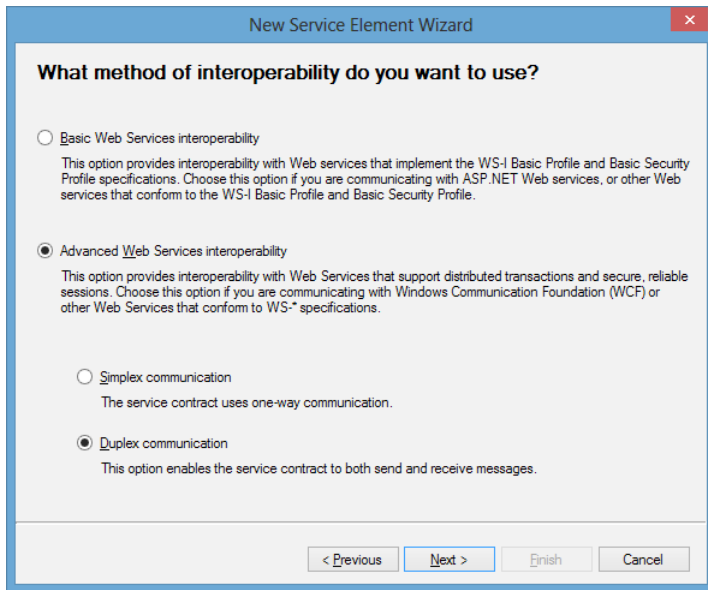 New Service Element Wizard
What method of interoperability do you want to use?
Basic Web Services interoperability
This option provides interoperability with Web services that implement the WS-I Basic Profile and Basic Security
Profile specifications. Choose this option if you are communicating with ASP.NET Web services, or other Web
services that conform to the WS-I Basic Profile and Basic Security Profile.
Advanced Web Services interoperability
This option provides interoperability with Web Services that support distributed transactions and secure, reliable
sessions. Choose this option if you are communicating with Windows Communication Foundation (WCF) or
other Web Services that conform to WS-* specifications.
Simplex communication
The service contract uses one-way communication.
Duplex communication
This option enables the service contract to both send and receive messages.
< Previous Next > Finish Cancel